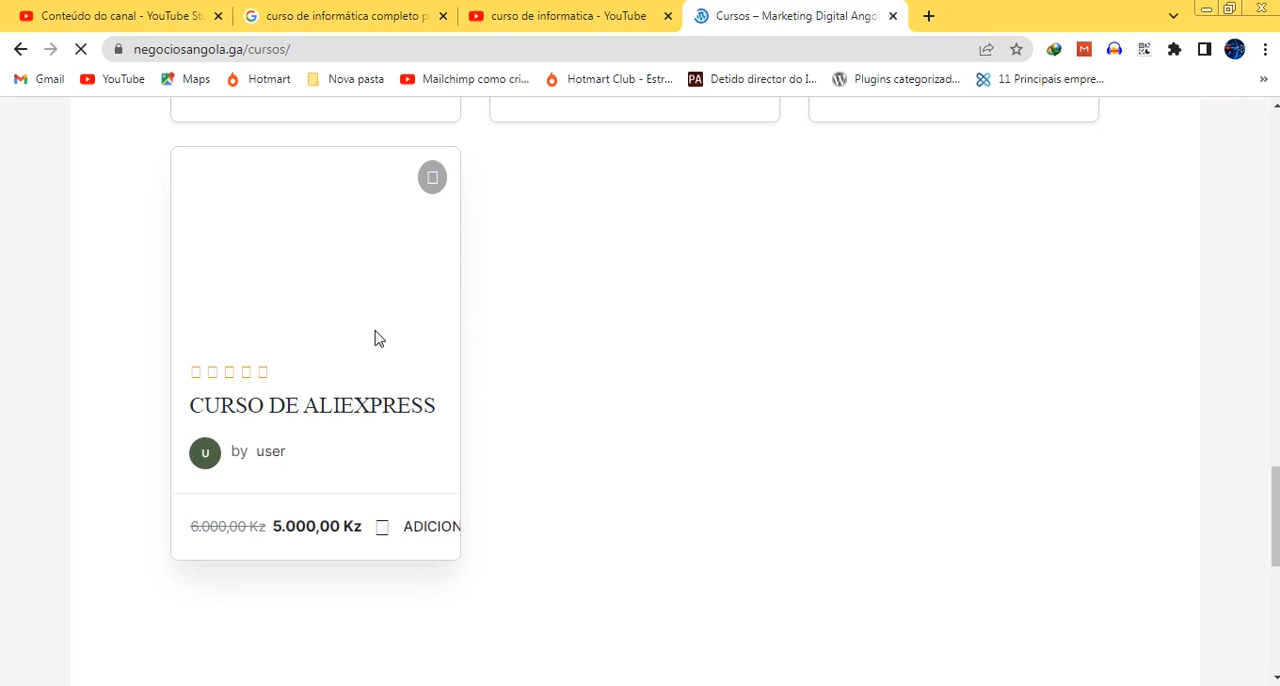 Conteúdo do canal - YouTube Stu
curso de informática completo p
curso de informatica - YouTube
Cursos – Marketing Digital Ango
negociosangola.ga/cursos/
Gmail
YouTube
Maps
Hotmart
Nova pasta
Mailchimp como cri...
Hotmart Club - Estr...
PA Detido director do I...
Plugins categorizad...
11 Principais empre...
»
CURSO DE ALIEXPRESS
U by user
6.000,00 Kz 5.000,00 Kz ADICION